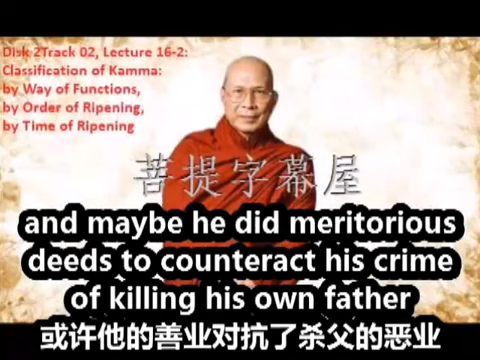 Disk 2Track 02, Lecture 16-2:
Classification of Kamma:
by Way of Functions,
by Order of Ripening,
by Time of Ripening
菩提字幕屋
and maybe he did meritorious
deeds to counteract his crime
of killing his own father
或许他的善业对抗了杀父的恶业